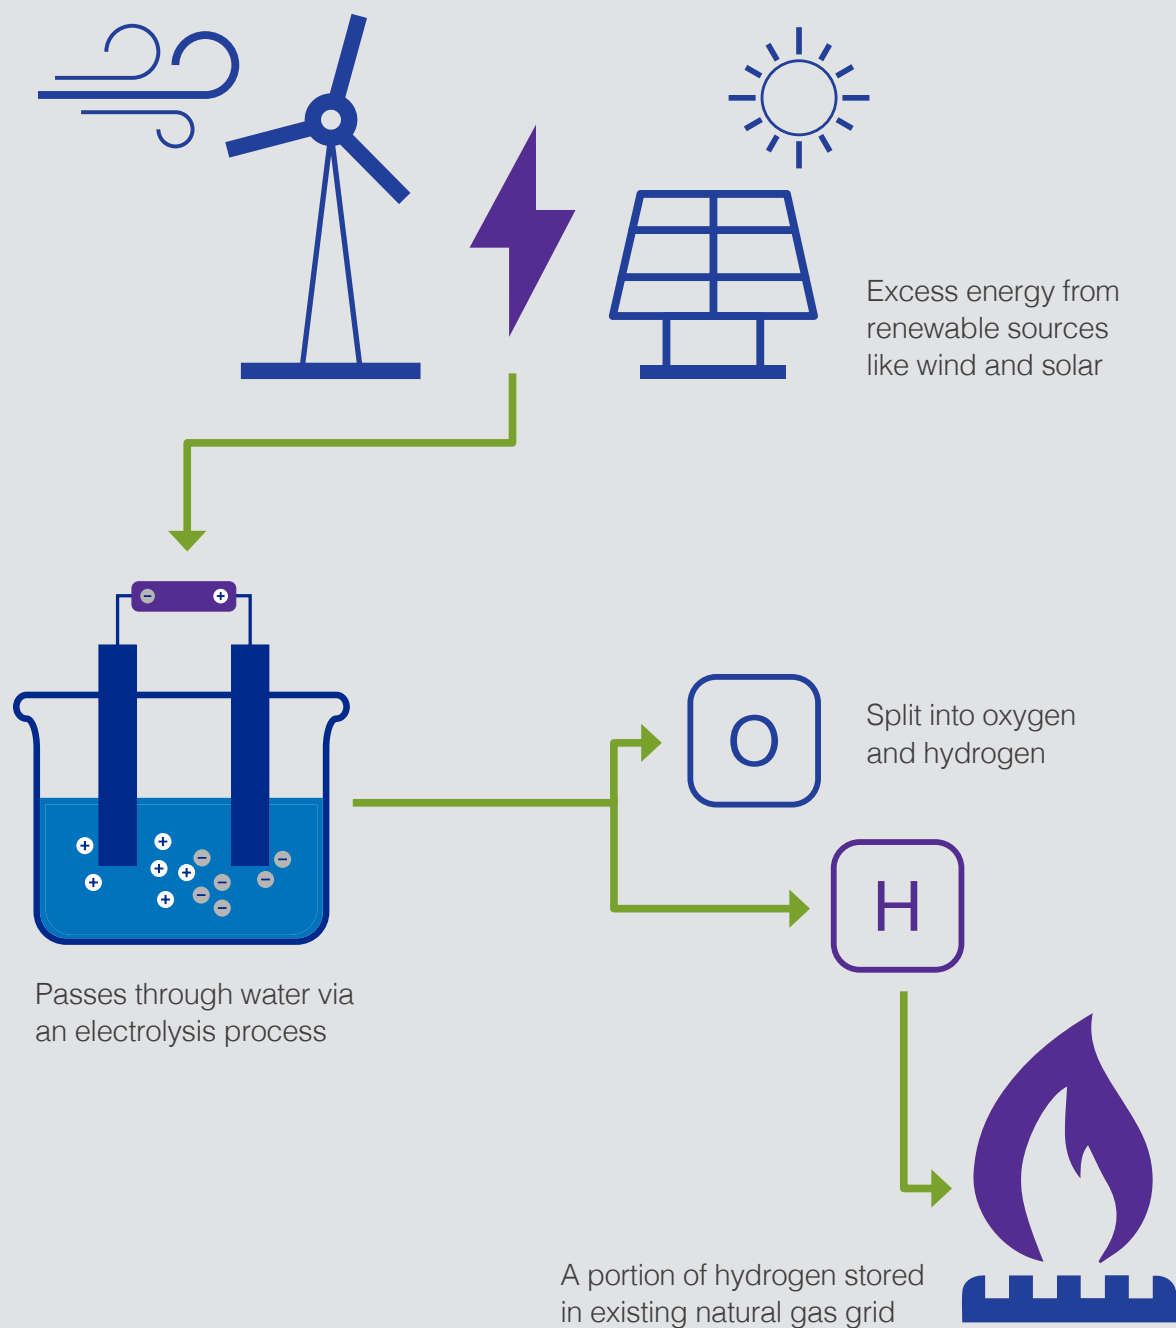 Excess energy from
renewable sources
like wind and solar
− +
O
Split into oxygen
and hydrogen
H
+ + + + + +
− − − − − − −
Passes through water via
an electrolysis process
A portion of hydrogen stored
in existing natural gas grid